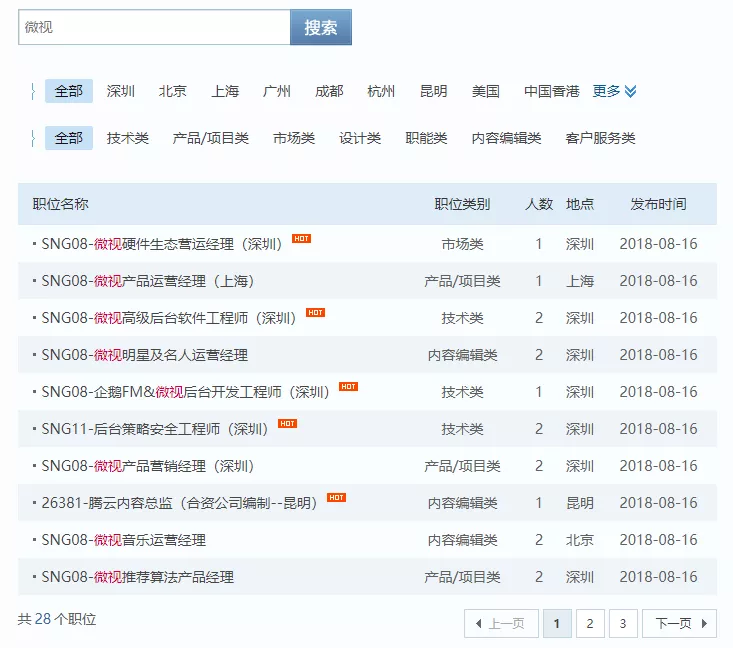 微视 搜索
全部 深圳 北京 上海 广州 成都 杭州 昆明 美国 中国香港 更多
全部 技术类 产品/项目类 市场类 设计类 职能类 内容编辑类 客户服务类
职位名称 职位类别 人数 地点 发布时间
SNG08-微视硬件生态营运经理（深圳） HOT 市场类 1 深圳 2018-08-16
SNG08-微视产品运营经理（上海） 产品/项目类 1 上海 2018-08-16
SNG08-微视高级后台软件工程师（深圳） HOT 技术类 2 深圳 2018-08-16
SNG08-微视明星及名人运营经理 内容编辑类 2 深圳 2018-08-16
SNG08-企鹅FM&微视后台开发工程师（深圳） HOT 技术类 1 深圳 2018-08-16
SNG11-后台策略安全工程师（深圳） HOT 技术类 2 深圳 2018-08-16
SNG08-微视产品营销经理（深圳） 产品/项目类 2 深圳 2018-08-16
26381-腾云内容总监（合资公司编制--昆明） HOT 内容编辑类 1 昆明 2018-08-16
SNG08-微视音乐运营经理 内容编辑类 2 北京 2018-08-16
SNG08-微视推荐算法产品经理 产品/项目类 2 深圳 2018-08-16
共28个职位 上一页 1 2 3 下一页